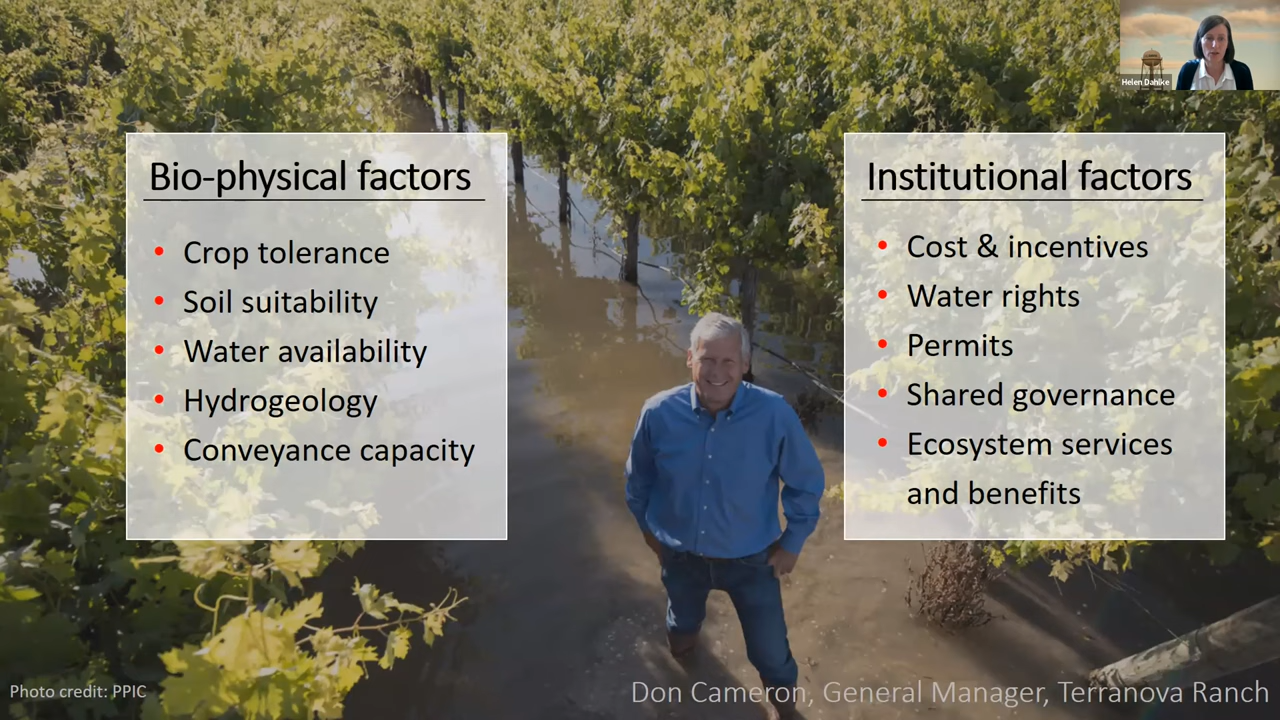 Helen Dahlke
Bio-physical factors
• Crop tolerance
• Soil suitability
• Water availability
• Hydrogeology
• Conveyance capacity
Institutional factors
• Cost & incentives
• Water rights
• Permits
• Shared governance
• Ecosystem services
and benefits
Photo credit: PPIC
Don Cameron, General Manager, Terranova Ranch